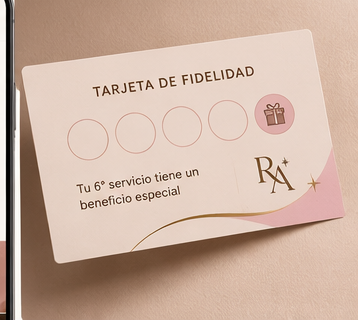 TARJETA DE FIDELIDAD
Tu 6° servicio tiene un
beneficio especial
RA